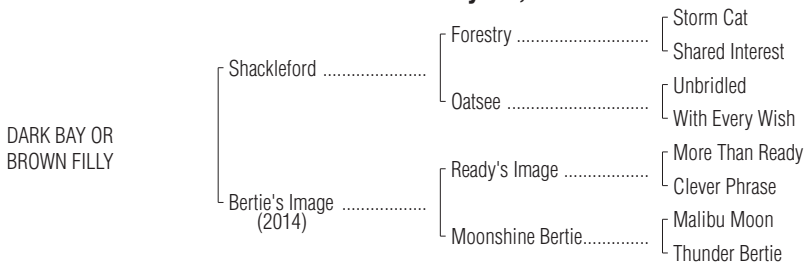 Storm Cat
Forestry ..............................
Shared Interest
Shackleford .......................
Unbridled
Oatsee ................................
With Every Wish
DARK BAY OR
BROWN FILLY
More Than Ready
Ready's Image ...................
Clever Phrase
Bertie's Image ...................
(2014)
Malibu Moon
Moonshine Bertie...............
Thunder Bertie